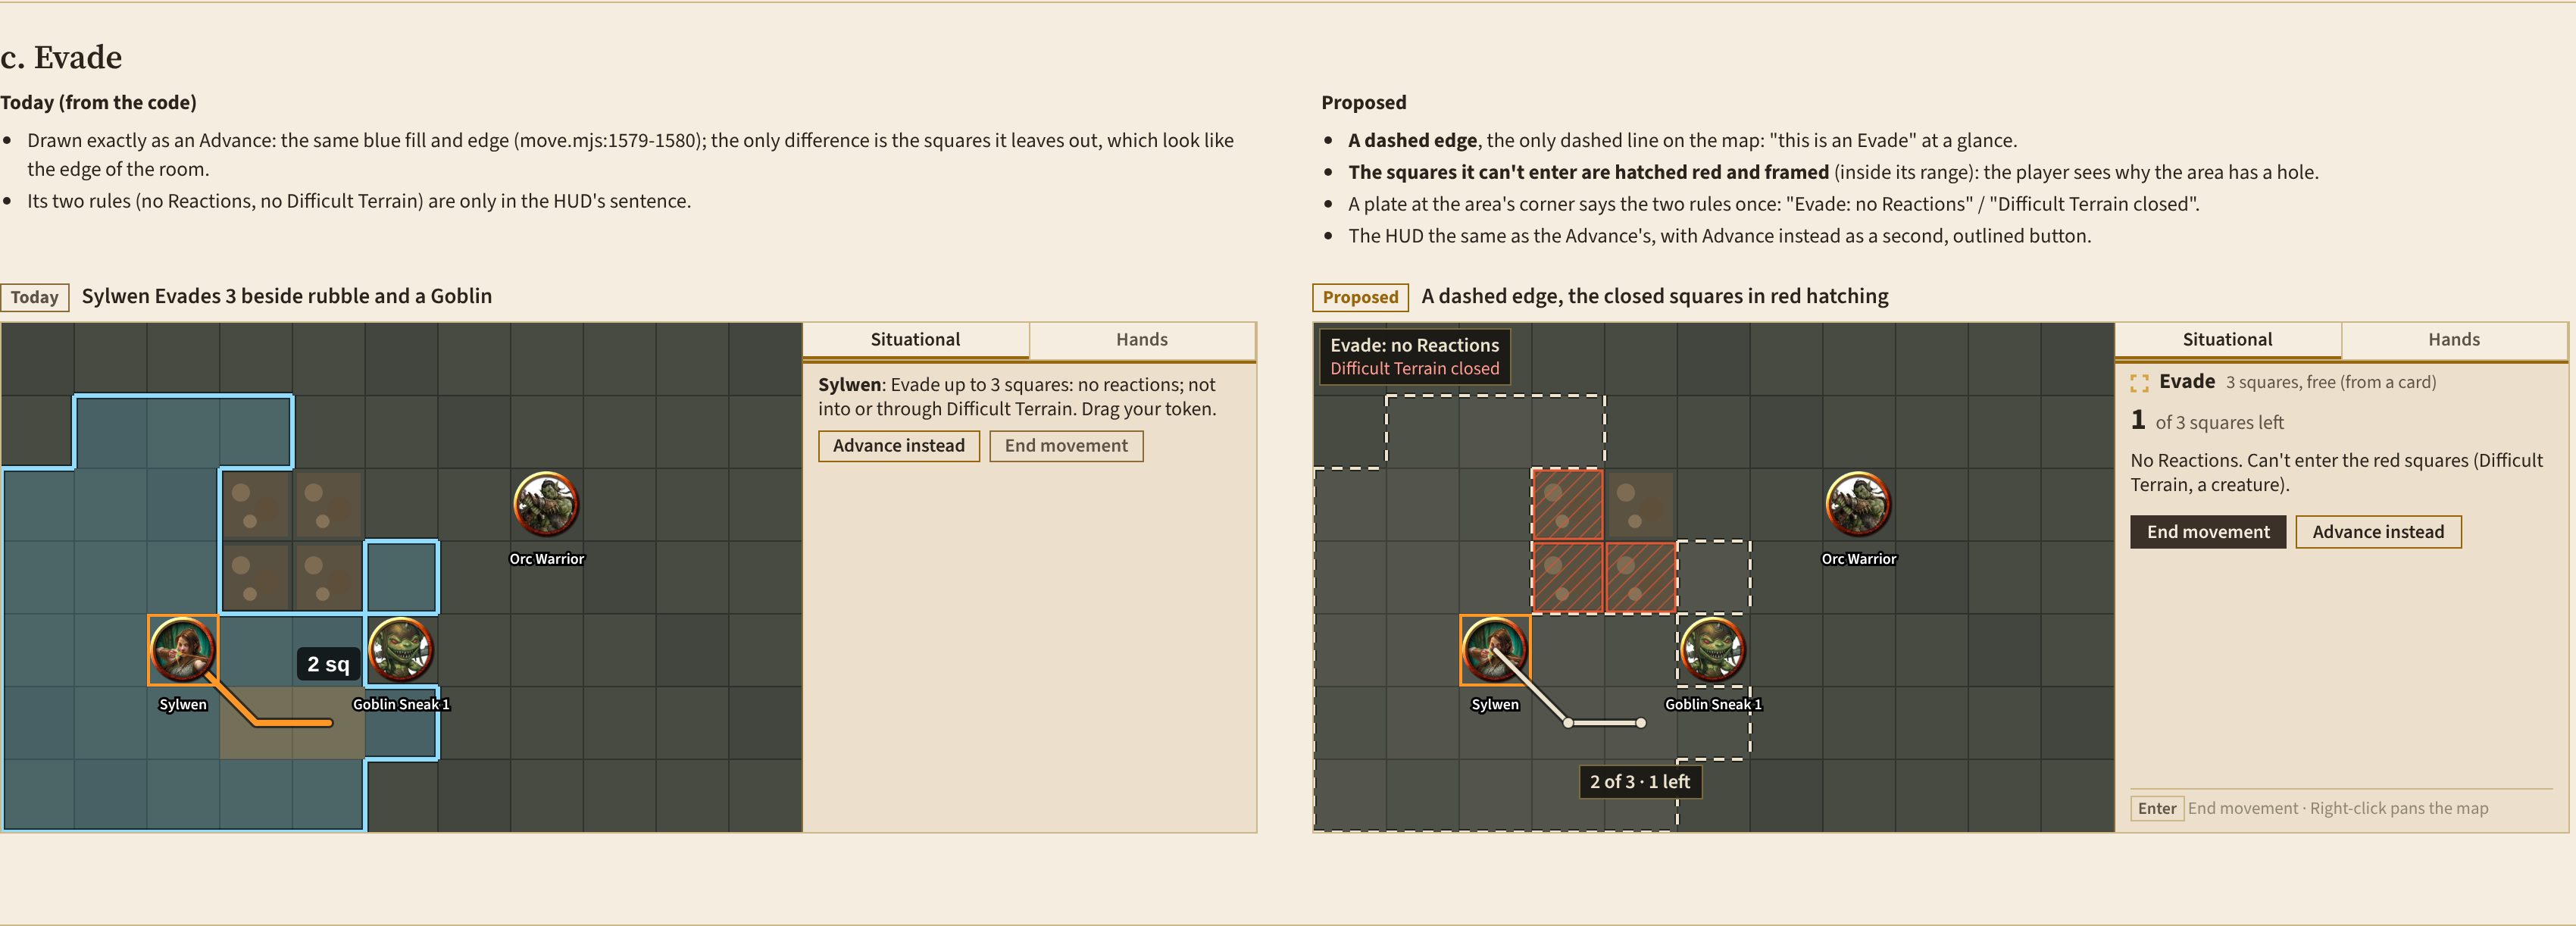 c. Evade
Today (from the code)
• Drawn exactly as an Advance: the same blue fill and edge (move.mjs:1579-1580); the only difference is the squares it leaves out, which look like
the edge of the room.
• Its two rules (no Reactions, no Difficult Terrain) are only in the HUD's sentence.
Proposed
• A dashed edge, the only dashed line on the map: "this is an Evade" at a glance.
• The squares it can't enter are hatched red and framed (inside its range): the player sees why the area has a hole.
• A plate at the area's corner says the two rules once: "Evade: no Reactions" / "Difficult Terrain closed".
• The HUD the same as the Advance's, with Advance instead as a second, outlined button.
Today Sylwen Evades 3 beside rubble and a Goblin
Orc Warrior
2 sq
Sylwen
Goblin Sneak 1
Situational
Hands
Sylwen: Evade up to 3 squares: no reactions; not
into or through Difficult Terrain. Drag your token.
Advance instead
End movement
Proposed A dashed edge, the closed squares in red hatching
Evade: no Reactions
Difficult Terrain closed
Orc Warrior
Sylwen
Goblin Sneak 1
2 of 3 · 1 left
Situational
Hands
Evade 3 squares, free (from a card)
1 of 3 squares left
No Reactions. Can't enter the red squares (Difficult
Terrain, a creature).
End movement
Advance instead
Enter End movement · Right-click pans the map